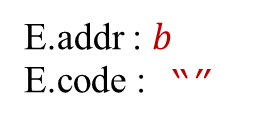 E.addr : b
E.code : “ ”